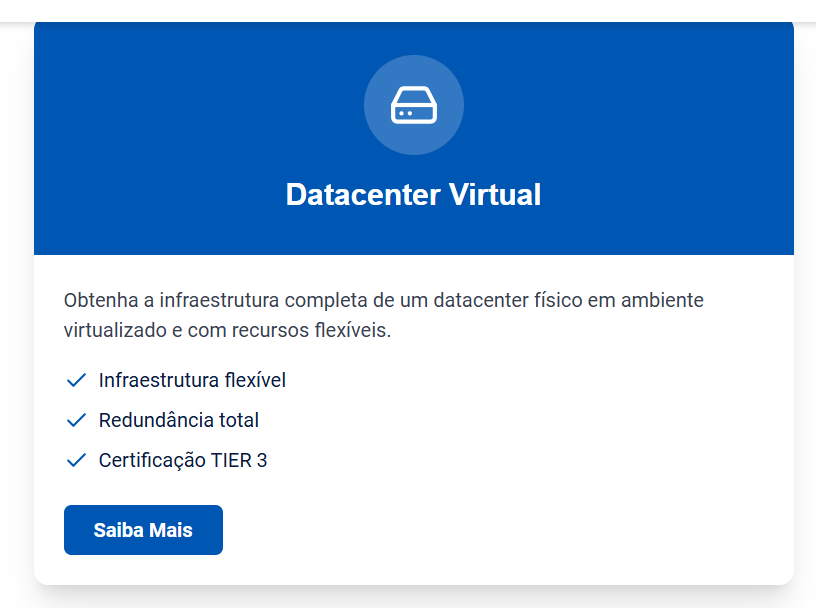 Datacenter Virtual
Obtenha a infraestrutura completa de um datacenter físico em ambiente
virtualizado e com recursos flexíveis.
Infraestrutura flexível
Redundância total
Certificação TIER 3
Saiba Mais